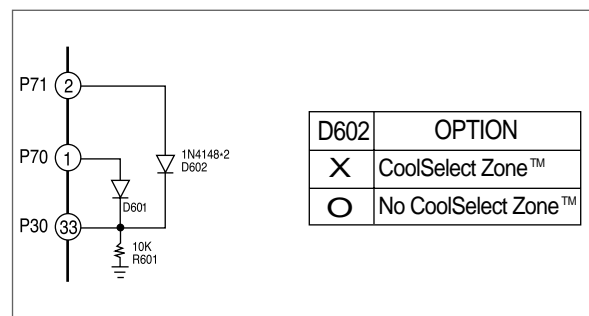 P71 2
P70 1
P30 33
1N4148*2
D602
D601
10K
R601
D602 OPTION
X CoolSelect Zone™
O No CoolSelect Zone™